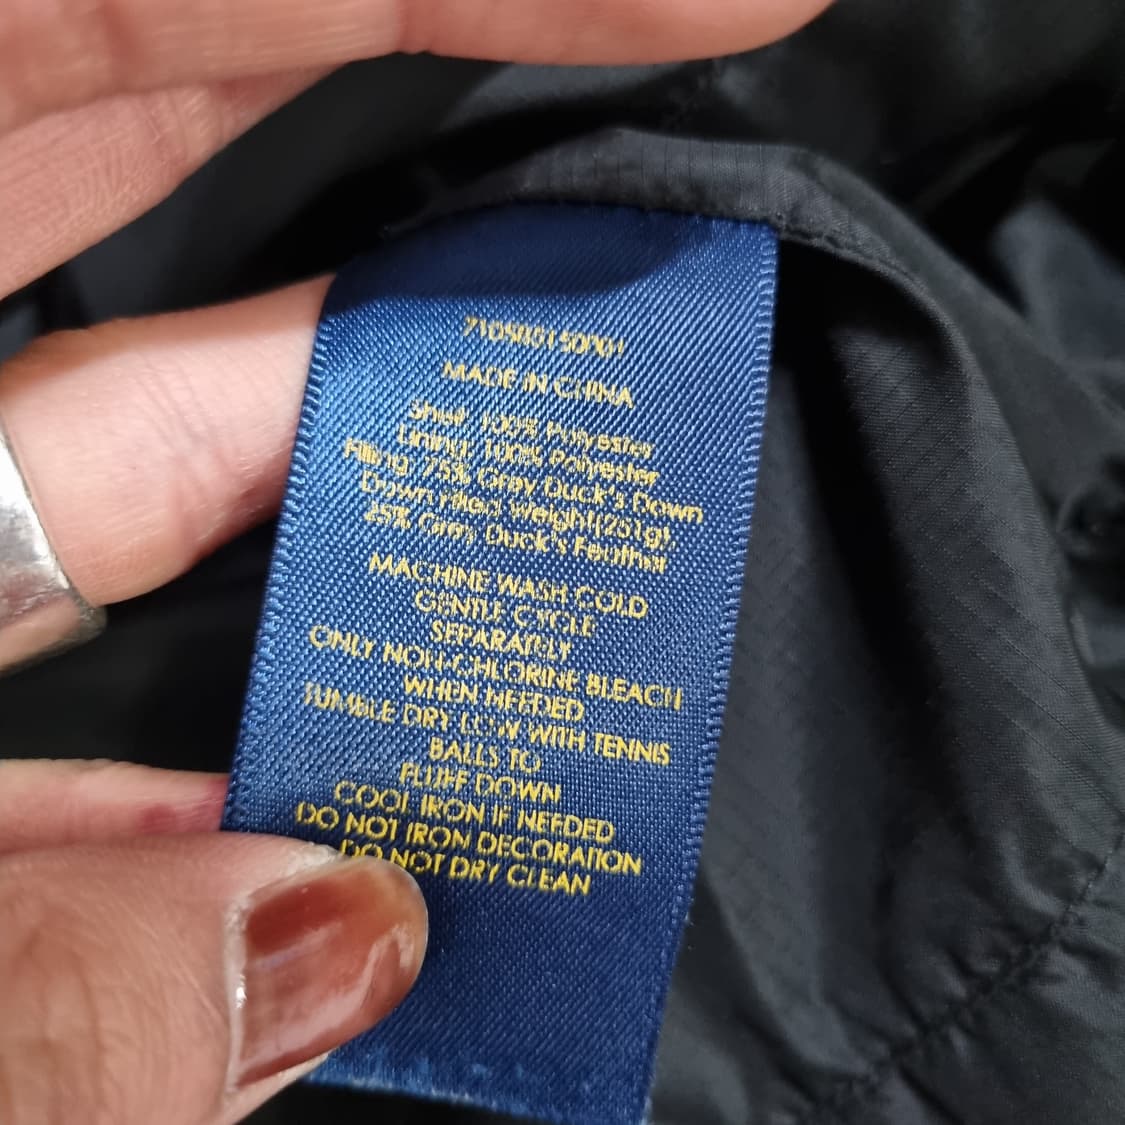 MADE IN CHINA
Shell: 100% Polyester
Lining: 100% Polyester
Filling: 75% Grey Duck's Down
Down Filled Weight(251g),
25% Grey Duck's Feather
MACHINE WASH COLD
GENTLE CYCLE
SEPARATELY
ONLY NON-CHLORINE BLEACH
WHEN NEEDED
TUMBLE DRY LOW WITH TENNIS
BALLS TO
FLUFF DOWN
COOL IRON IF NEEDED
DO NOT IRON DECORATION
DO NOT DRY CLEAN